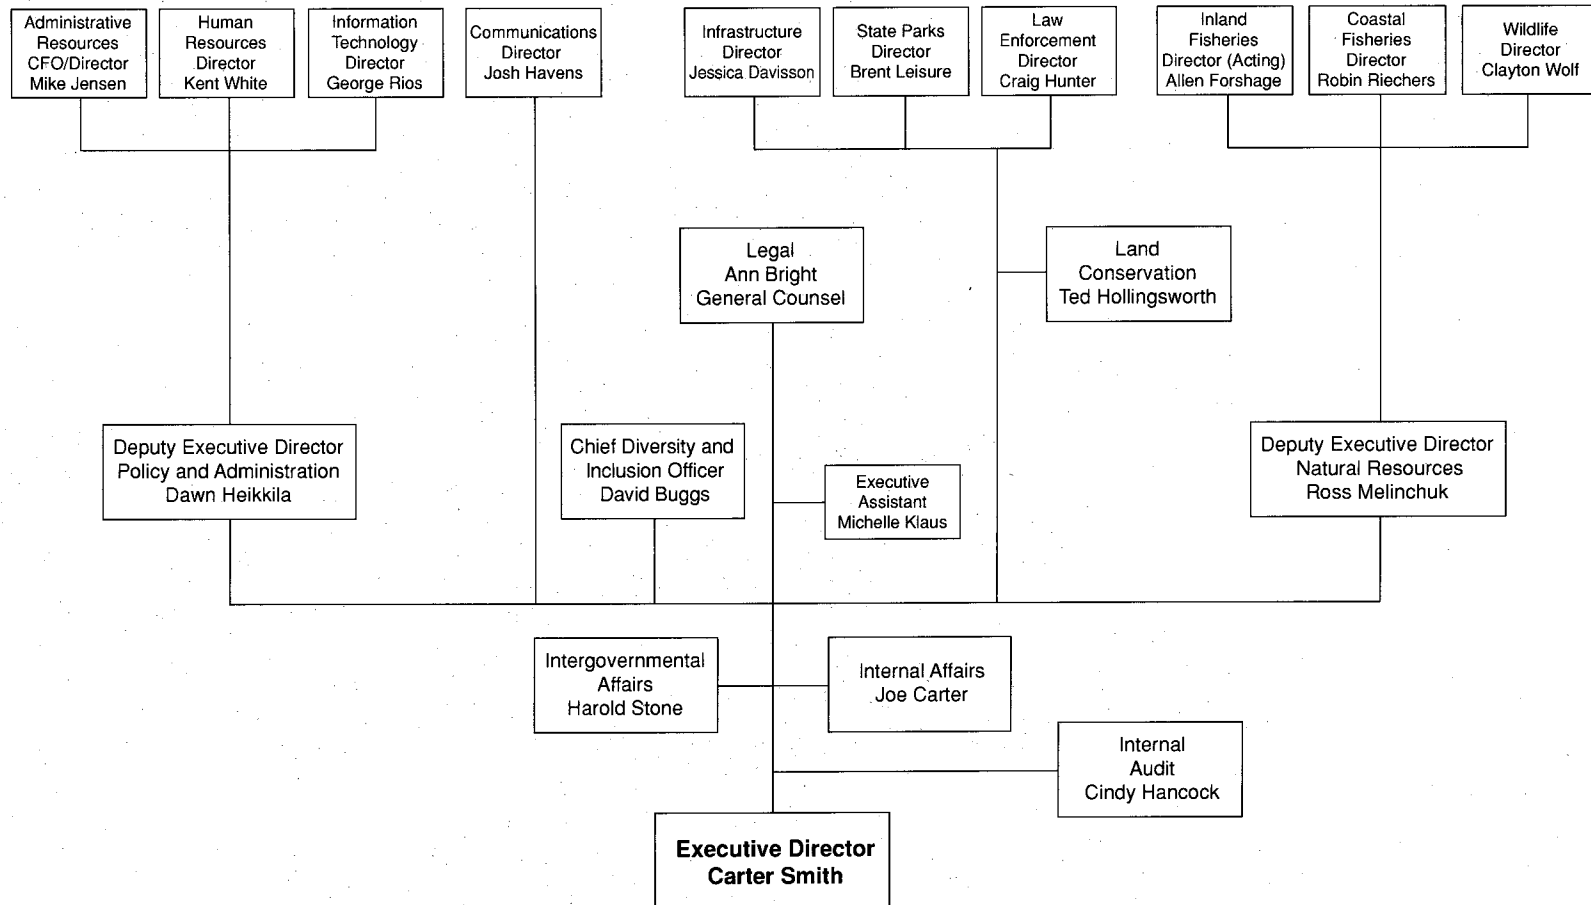 Administrative
Resources
CFO/Director
Mike Jensen
Human
Resources
Director
Kent White
Information
Technology
Director
George Rios
Communications
Director
Josh Havens
Infrastructure
Director
Jessica Davisson
State Parks
Director
Brent Leisure
Law
Enforcement
Director
Craig Hunter
Inland
Fisheries
Director (Acting)
Allen Forshage
Coastal
Fisheries
Director
Robin Riechers
Wildlife
Director
Clayton Wolf
Legal
Ann Bright
General Counsel
Land
Conservation
Ted Hollingsworth
Deputy Executive Director
Policy and Administration
Dawn Heikkila
Chief Diversity and
Inclusion Officer
David Buggs
Executive
Assistant
Michelle Klaus
Deputy Executive Director
Natural Resources
Ross Melinchuk
Intergovernmental
Affairs
Harold Stone
Internal Affairs
Joe Carter
Internal
Audit
Cindy Hancock
Executive Director
Carter Smith